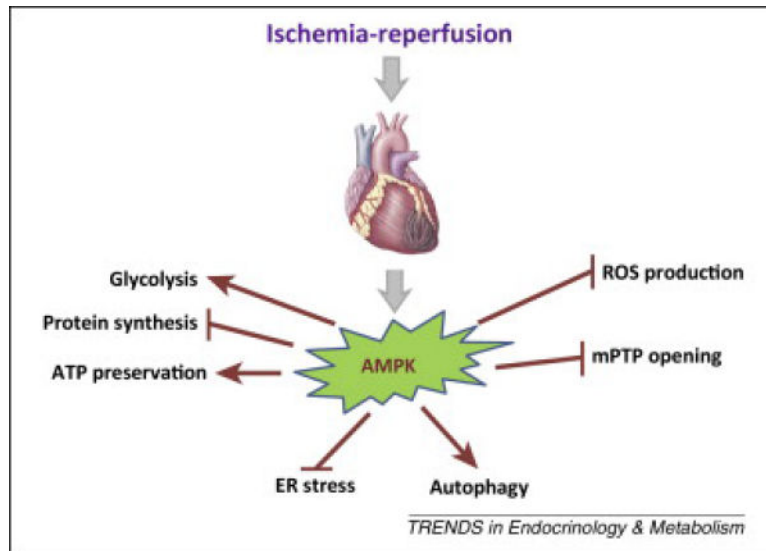 Ischemia-reperfusion
Glycolysis
ROS production
Protein synthesis
mPTP opening
ATP preservation
AMPK
ER stress
Autophagy
TRENDS in Endocrinology & Metabolism